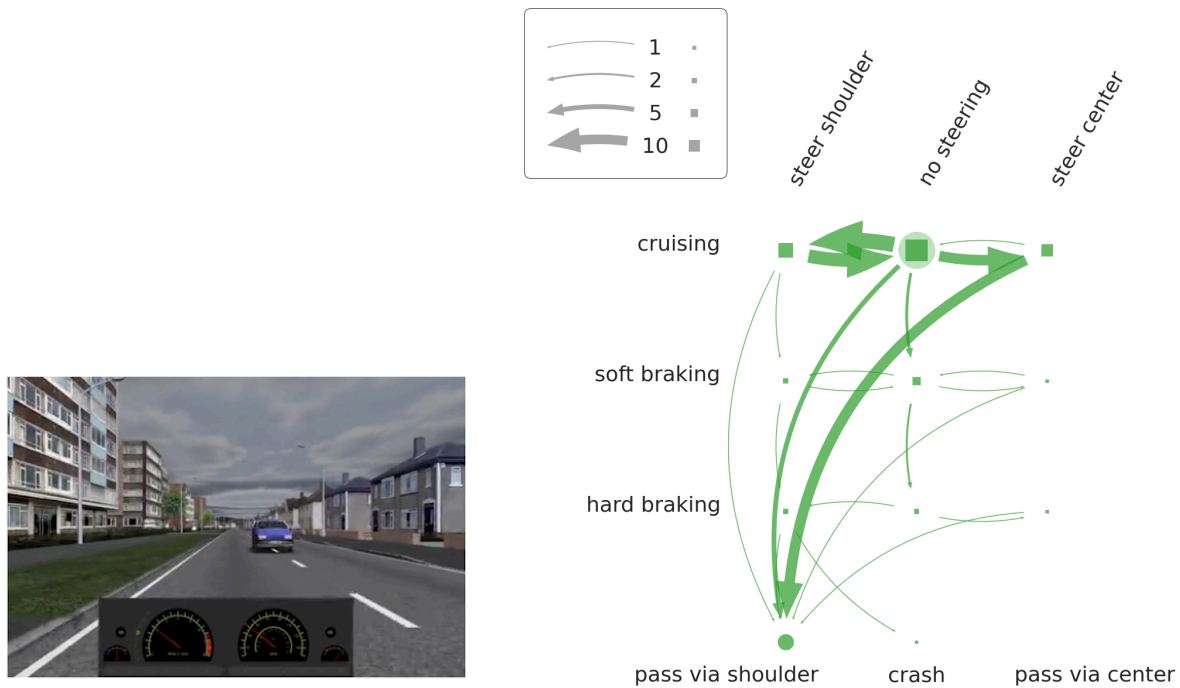 1
2
5
10
steer shoulder
no steering
steer center
cruising
soft braking
hard braking
pass via shoulder
crash
pass via center